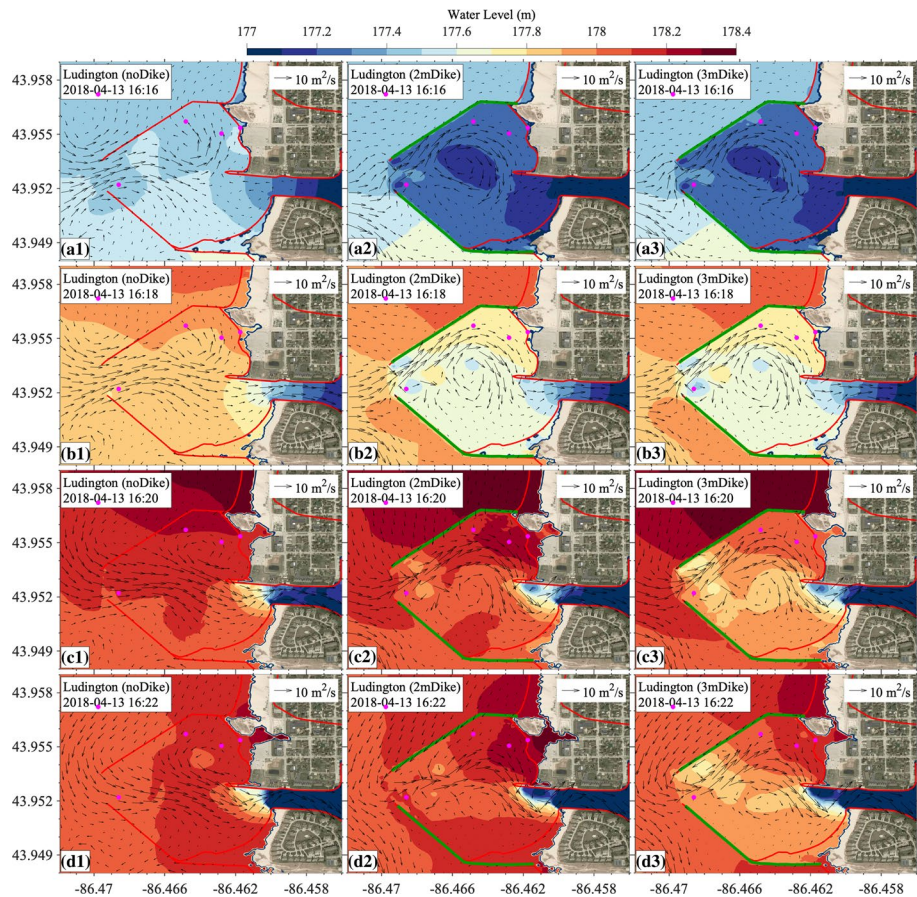 Water Level (m)
177 177.2 177.4 177.6 177.8 178 178.2 178.4
43.958
43.955
43.952
43.949
Ludington (noDike)
2018-04-13 16:16
10 m²/s
(a1)
Ludington (2mDike)
2018-04-13 16:16
10 m²/s
(a2)
Ludington (3mDike)
2018-04-13 16:16
10 m²/s
(a3)
43.958
43.955
43.952
43.949
Ludington (noDike)
2018-04-13 16:18
10 m²/s
(b1)
Ludington (2mDike)
2018-04-13 16:18
10 m²/s
(b2)
Ludington (3mDike)
2018-04-13 16:18
10 m²/s
(b3)
43.958
43.955
43.952
43.949
Ludington (noDike)
2018-04-13 16:20
10 m²/s
(c1)
Ludington (2mDike)
2018-04-13 16:20
10 m²/s
(c2)
Ludington (3mDike)
2018-04-13 16:20
10 m²/s
(c3)
43.958
43.955
43.952
43.949
Ludington (noDike)
2018-04-13 16:22
10 m²/s
(d1)
Ludington (2mDike)
2018-04-13 16:22
10 m²/s
(d2)
Ludington (3mDike)
2018-04-13 16:22
10 m²/s
(d3)
-86.47 -86.466 -86.462 -86.458 -86.47 -86.466 -86.462 -86.458 -86.47 -86.466 -86.462 -86.458